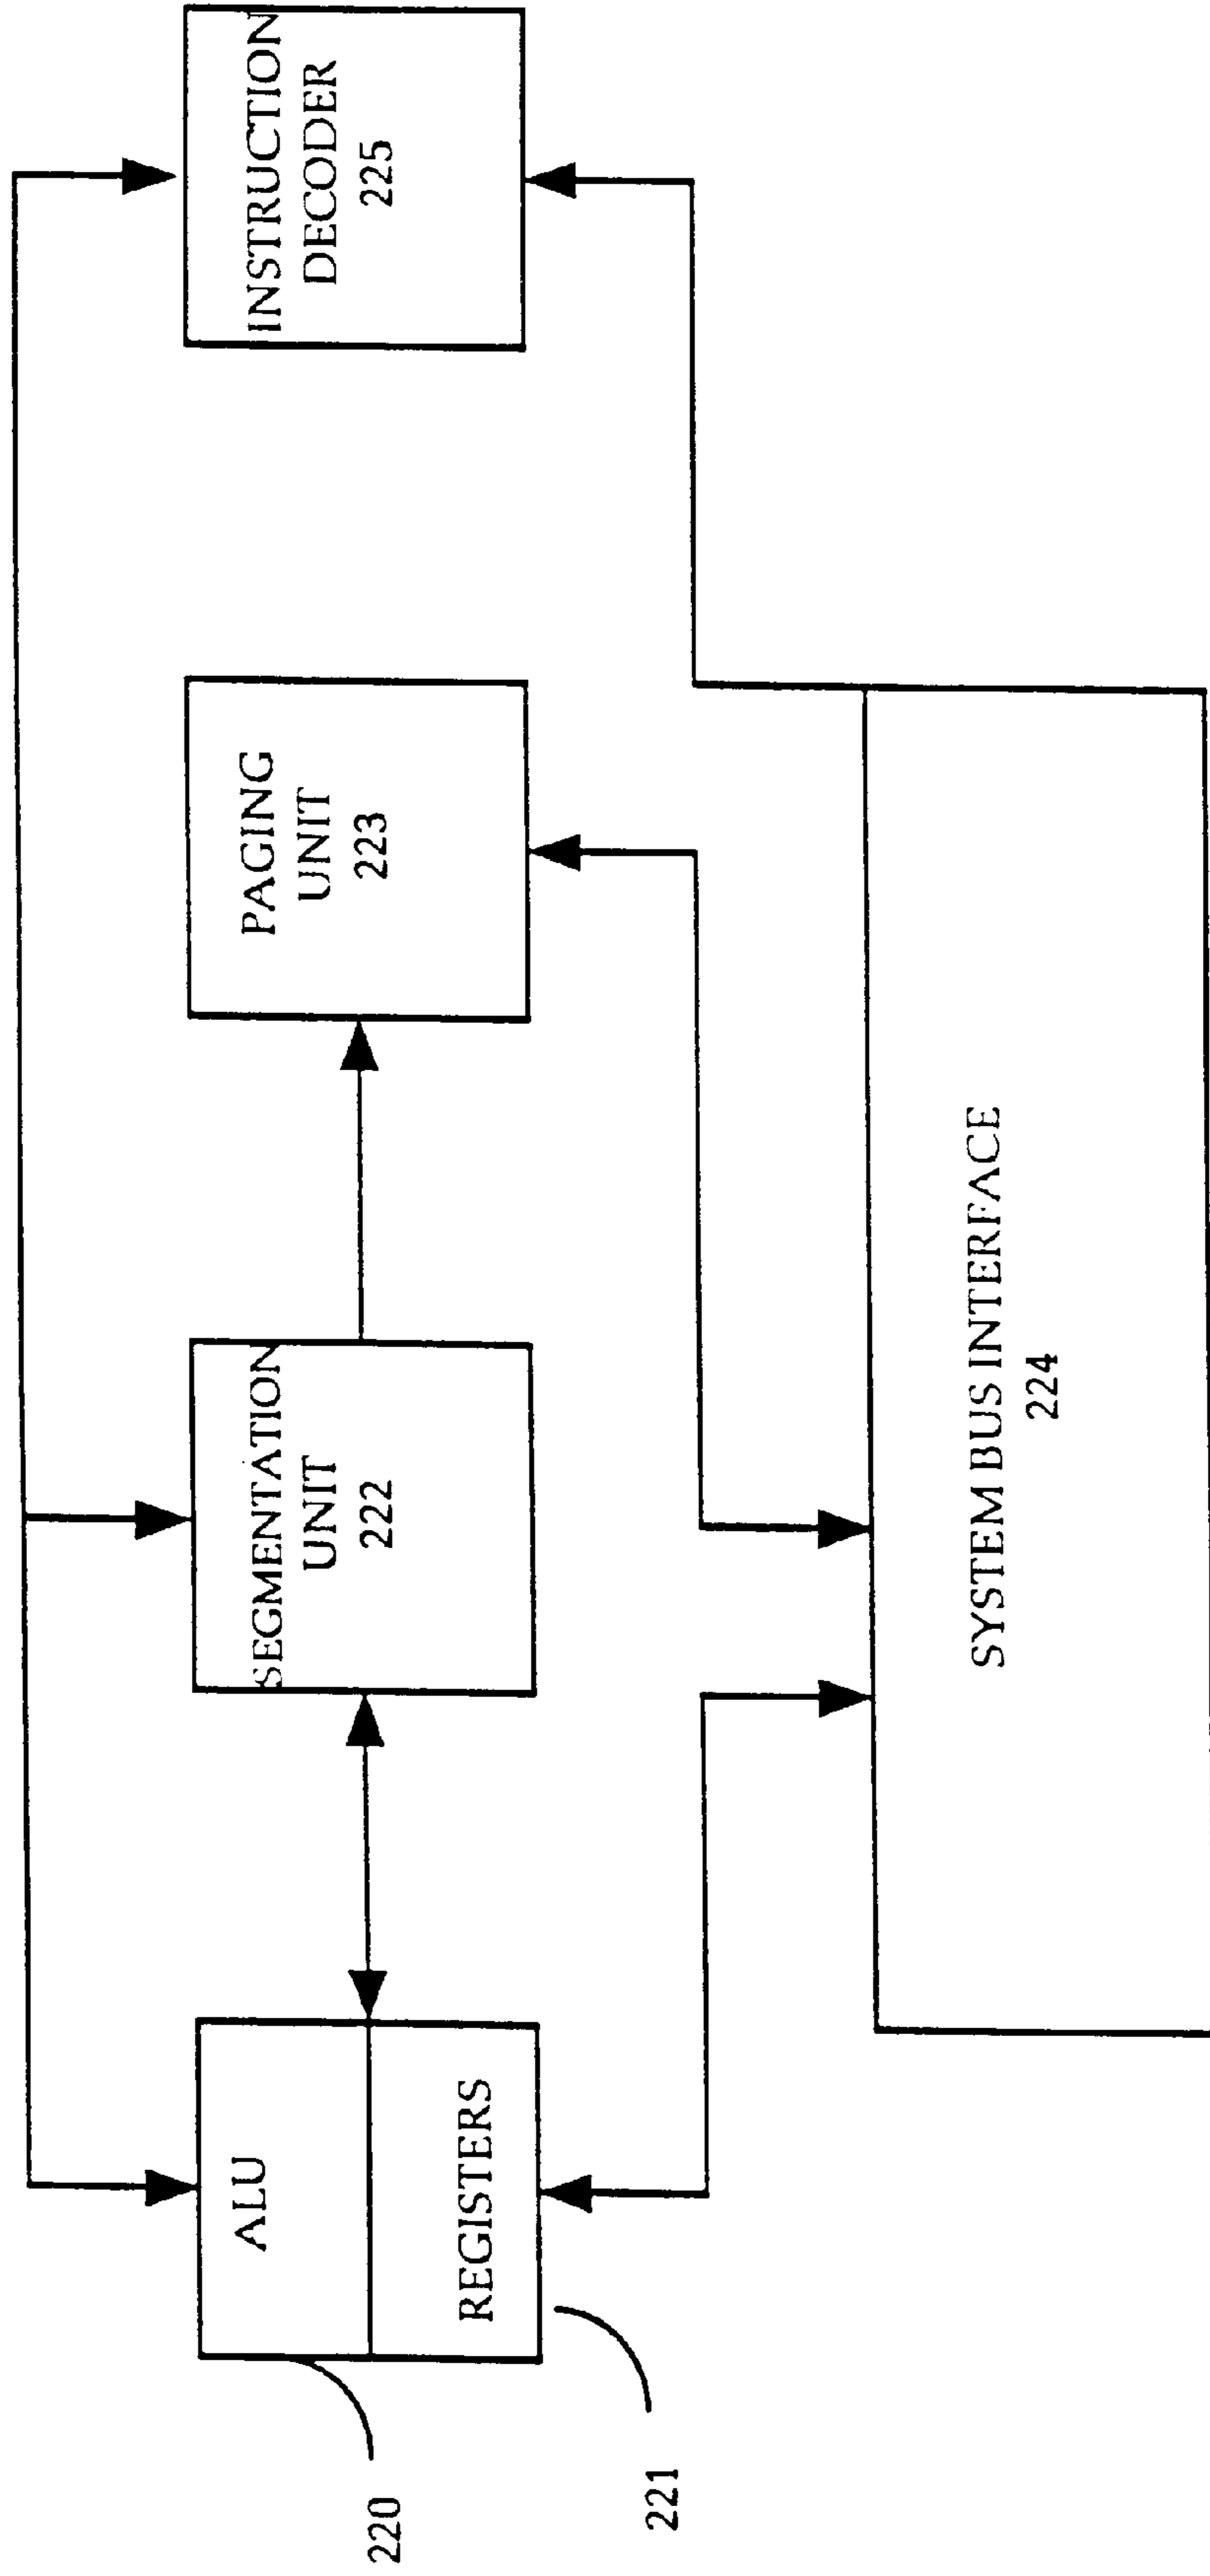 220
ALU
REGISTERS
221
SEGMENTATION
UNIT
222
PAGING
UNIT
223
INSTRUCTION
DECODER
225
SYSTEM BUS INTERFACE
224